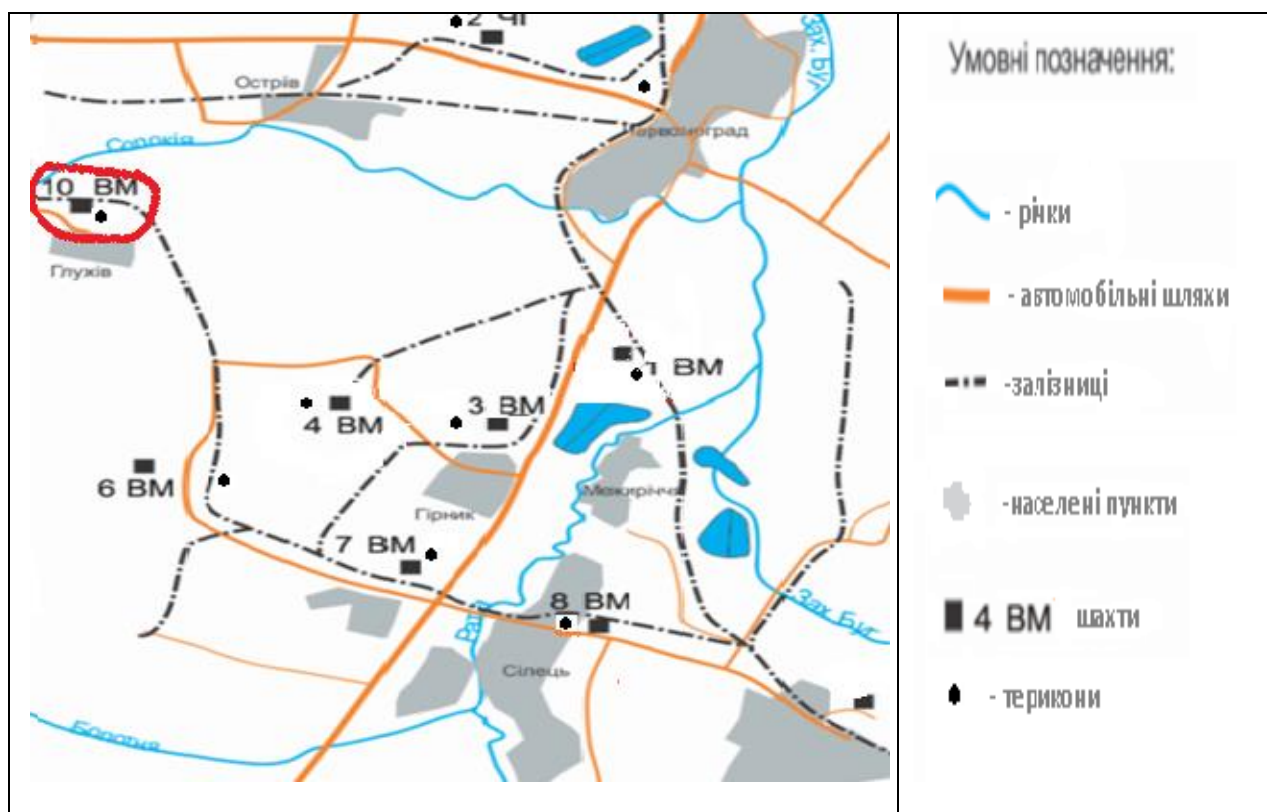 2 ЧГ
Зах. Буг
Острів
Червоноград
Солокія
10 ВМ
Глухів
1 ВМ
3 ВМ
4 ВМ
6 ВМ
Межиріччя
Гірник
7 ВМ
8 ВМ
Зах. Буг
Рата
Сілець
Болотня
Умовні позначення:
- річки
- автомобільні шляхи
-залізниці
-населені пункти
4 ВМ шахти
- терикони